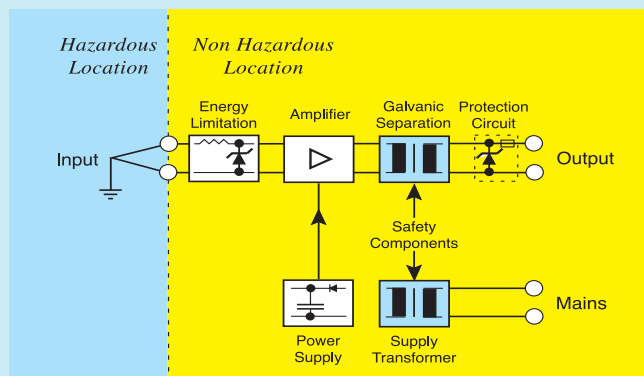 Hazardous
Location
Non Hazardous
Location
Energy
Limitation
Amplifier
Galvanic
Separation
Protection
Circuit
Input
Output
Safety
Components
Mains
Power
Supply
Supply
Transformer